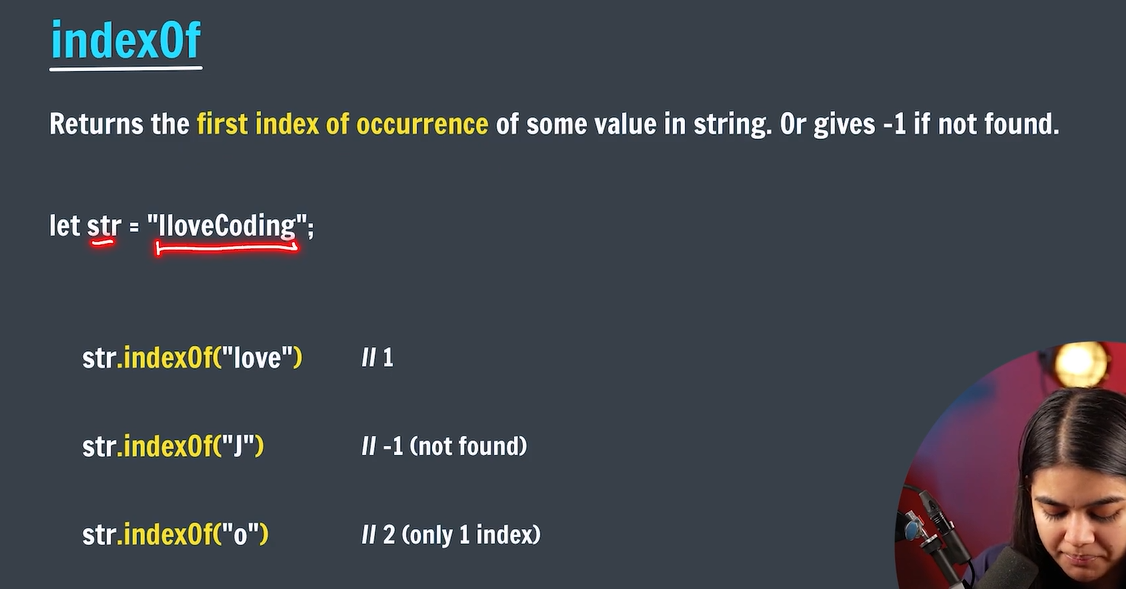 indexOf
Returns the first index of occurrence of some value in string. Or gives -1 if not found.
let str = "IloveCoding";
str.indexOf("love") // 1
str.indexOf("J") // -1 (not found)
str.indexOf("o") // 2 (only 1 index)